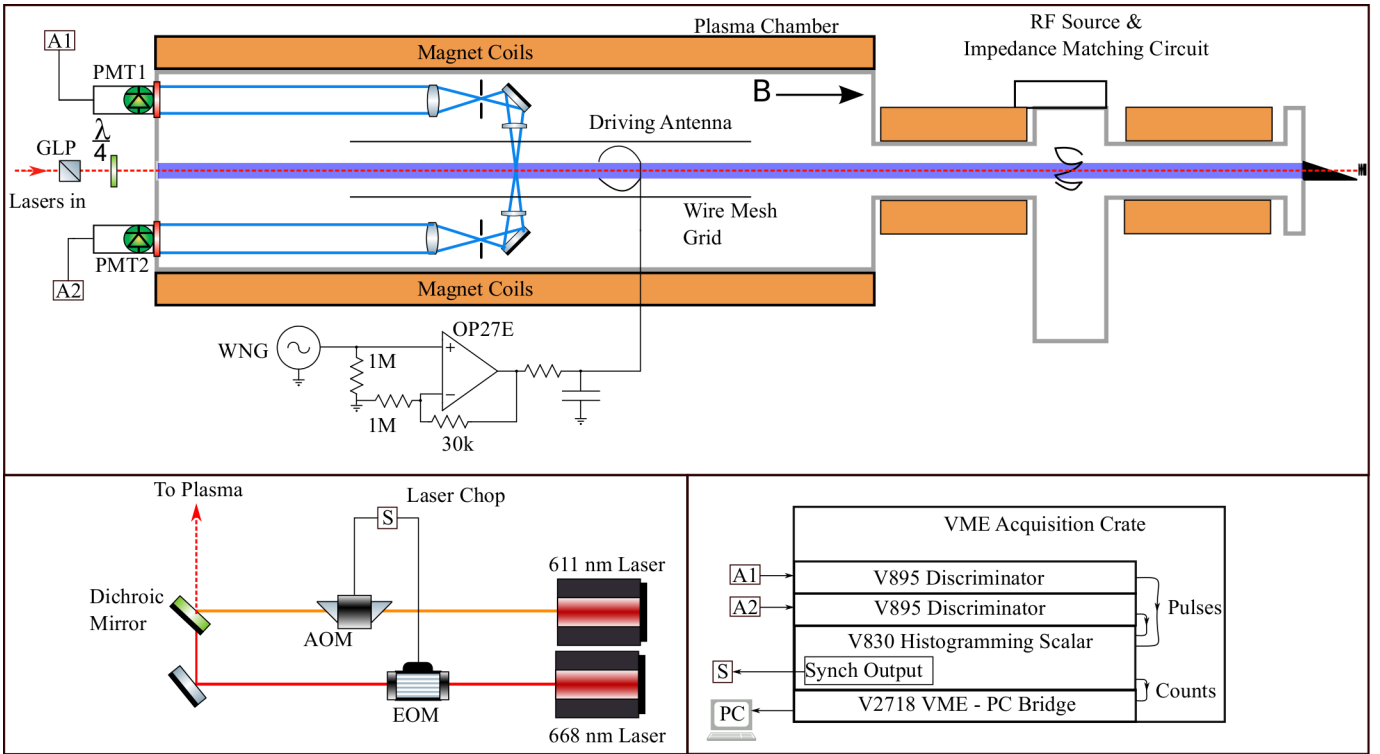 Plasma Chamber
RF Source &
Impedance Matching Circuit
A1
Magnet Coils
PMT1
B
λ
4
GLP
Driving Antenna
Lasers in
Wire Mesh
Grid
PMT2
A2
Magnet Coils
OP27E
WNG
1M
+
−
1M
30k
To Plasma
Laser Chop
S
611 nm Laser
Dichroic
Mirror
AOM
EOM
668 nm Laser
VME Acquisition Crate
A1
V895 Discriminator
A2
V895 Discriminator
Pulses
V830 Histogramming Scalar
S
Synch Output
Counts
V2718 VME - PC Bridge
PC